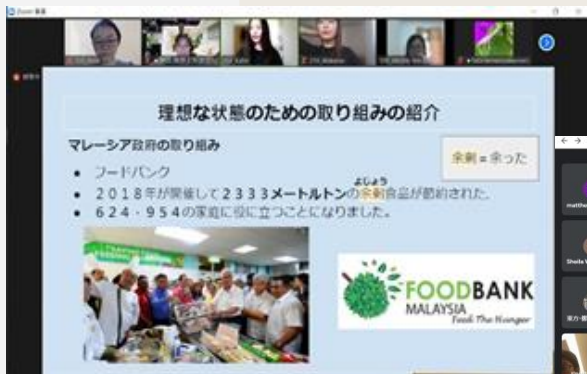 Zoom
理想な状態のための取り組みの紹介
マレーシア政府の取り組み
余剰=余った
• フードバンク
よじょう
• 2018年が開催して2333メートルトンの余剰食品が節約された.
• 624・954の家庭に役に立つことになりました。
FOODBANK
MALAYSIA
Feed The Hunger
Sheila